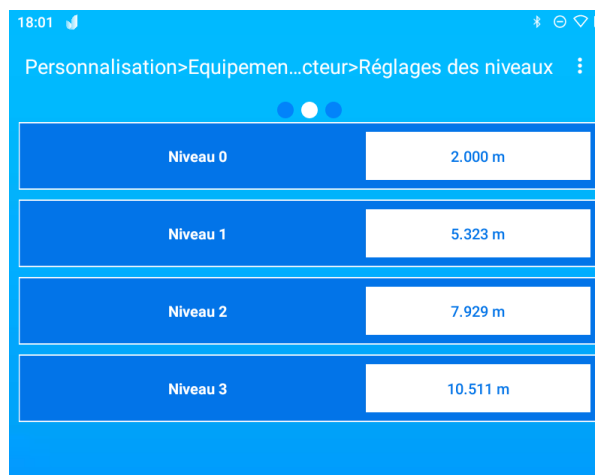 18:01
Personnalisation>Equipemen...cteur>Réglages des niveaux
Niveau 0 2.000 m
Niveau 1 5.323 m
Niveau 2 7.929 m
Niveau 3 10.511 m